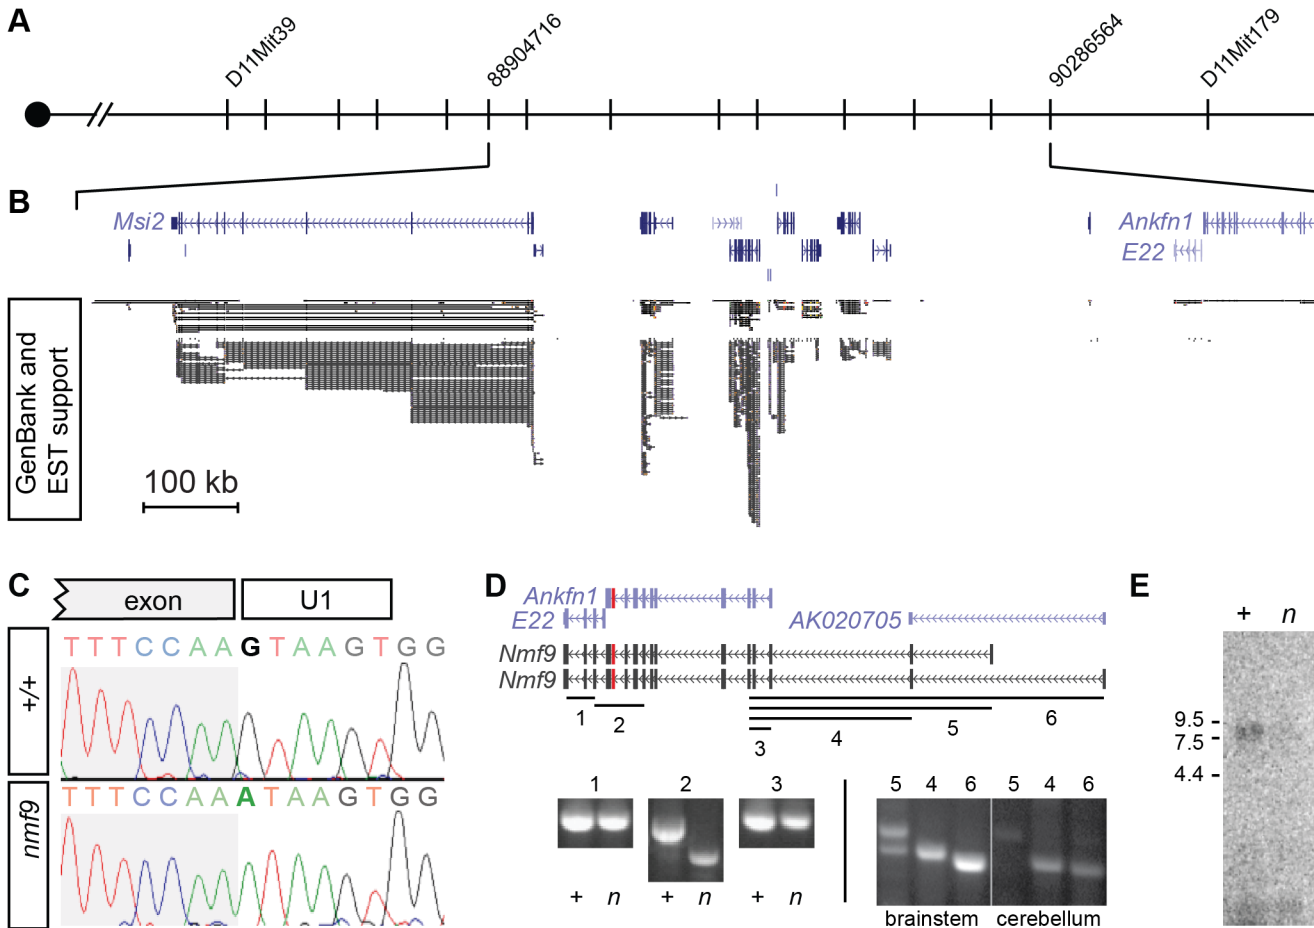 A
D11Mit39
88904716
90286564
D11Mit179
B
Msi2
Ankfn1
E22
GenBank and
EST support
100 kb
C
exon
U1
+/+
TTTCCAAGTAAGTGG
nmf9
TTTCCAAATAAGTGG
D
Ankfn1
E22
AK020705
Nmf9
Nmf9
1
2
3
4
5
6
1 2 3
+ n + n + n
5 4 6 5 4 6
brainstem cerebellum
E
+ n
9.5
7.5
4.4